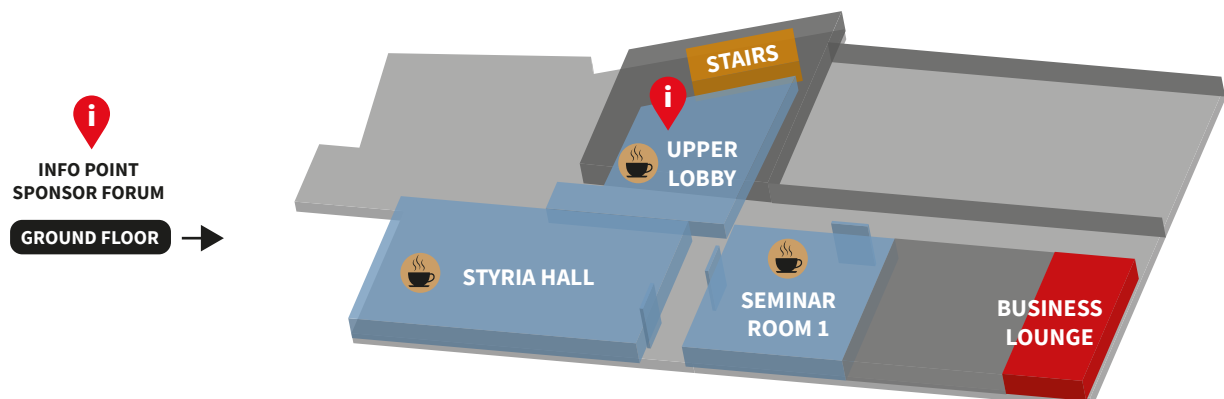 i
INFO POINT
SPONSOR FORUM
GROUND FLOOR
STAIRS
i
UPPER
LOBBY
STYRIA HALL
SEMINAR
ROOM 1
BUSINESS
LOUNGE